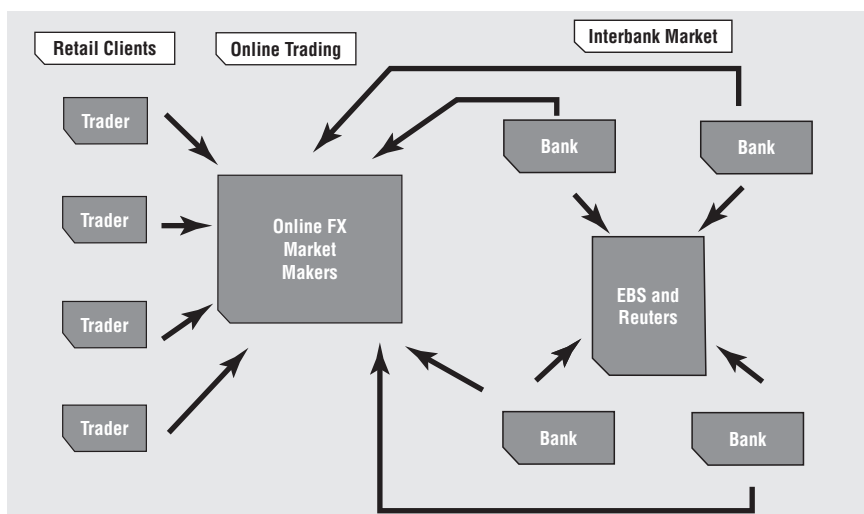 Retail Clients
Online Trading
Interbank Market
Trader
Trader
Trader
Trader
Online FX
Market
Makers
Bank
Bank
EBS and
Reuters
Bank
Bank